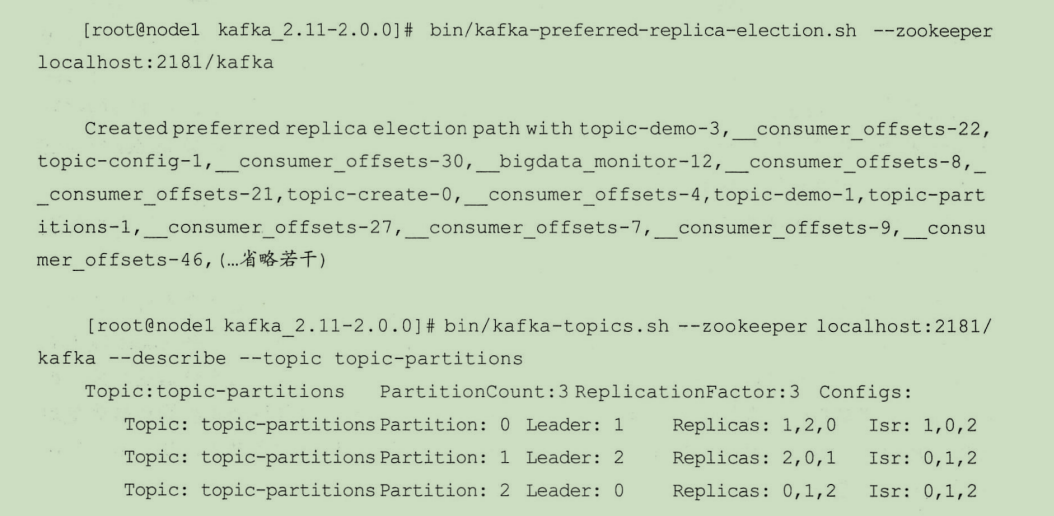 [root@node1 kafka_2.11-2.0.0]# bin/kafka-preferred-replica-election.sh --zookeeper
localhost:2181/kafka
Created preferred replica election path with topic-demo-3,__consumer_offsets-22,
topic-config-1,__consumer_offsets-30,__bigdata_monitor-12,__consumer_offsets-8,_
_consumer_offsets-21,topic-create-0,__consumer_offsets-4,topic-demo-1,topic-part
itions-1,__consumer_offsets-27,__consumer_offsets-7,__consumer_offsets-9,__consu
mer_offsets-46,(…省略若干)
[root@node1 kafka_2.11-2.0.0]# bin/kafka-topics.sh --zookeeper localhost:2181/
kafka --describe --topic topic-partitions
Topic:topic-partitions PartitionCount:3 ReplicationFactor:3 Configs:
Topic: topic-partitions Partition: 0 Leader: 1 Replicas: 1,2,0 Isr: 1,0,2
Topic: topic-partitions Partition: 1 Leader: 2 Replicas: 2,0,1 Isr: 0,1,2
Topic: topic-partitions Partition: 2 Leader: 0 Replicas: 0,1,2 Isr: 0,1,2